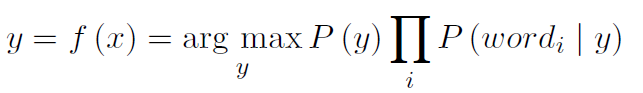 y = f (x) = arg max_y P (y) ∏_i P (word_i | y)